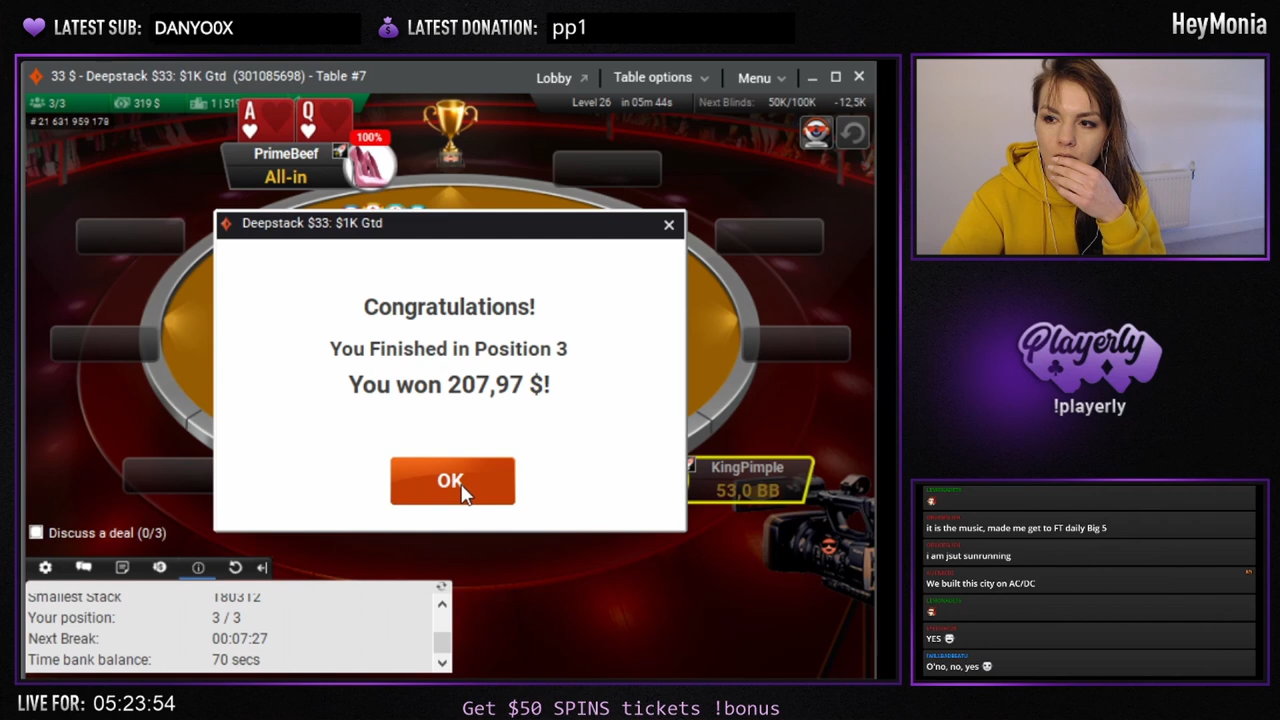 LATEST SUB: DANYO0X
LATEST DONATION: pp1
HeyMonia
33 $ - Deepstack $33: $1K Gtd (301085698) - Table #7
Lobby
Table options
Menu
3/3
319 $
Level 26 in 05m 44s
Next Blinds: 50K/100K -12,5K
# 21 631 959 178
A
Q
100%
PrimeBeef
All-in
Deepstack $33: $1K Gtd
Congratulations!
You Finished in Position 3
You won 207,97 $!
OK
KingPimple
53,0 BB
Discuss a deal (0/3)
Smallest Stack 180312
Your position: 3 / 3
Next Break: 00:07:27
Time bank balance: 70 secs
Playerly
!playerly
it is the music, made me get to FT daily Big 5
i am jsut sunrunning
We built this city on AC/DC
YES
O'no, no, yes
LIVE FOR: 05:23:54
Get $50 SPINS tickets !bonus